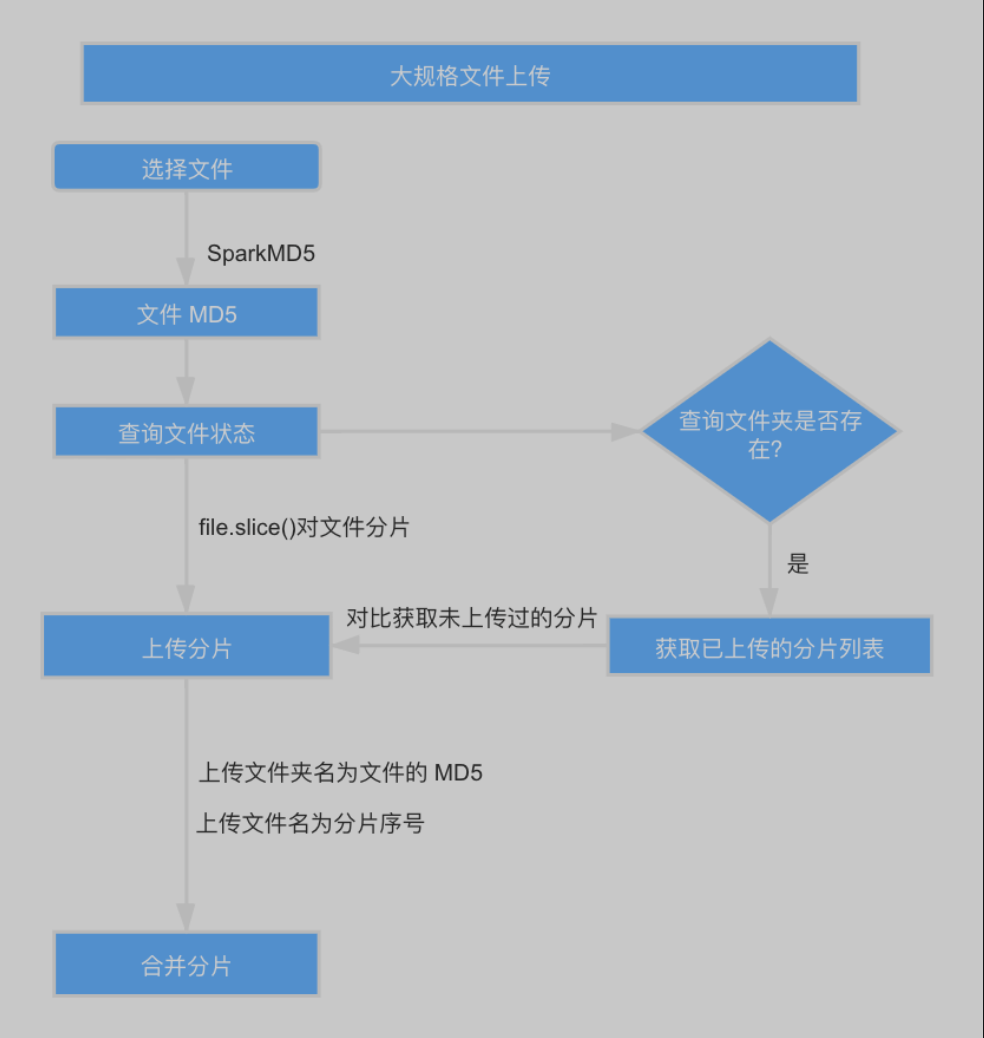 大规格文件上传
选择文件
SparkMD5
文件 MD5
查询文件状态
查询文件夹是否存
在?
file.slice()对文件分片
是
对比获取未上传过的分片
上传分片
获取已上传的分片列表
上传文件夹名为文件的 MD5
上传文件名为分片序号
合并分片